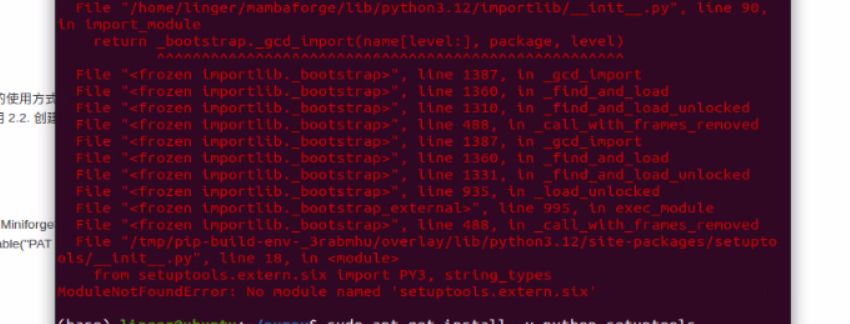 File "/home/linger/mambaforge/lib/python3.12/importlib/__init__.py", line 90,
in import_module
return _bootstrap._gcd_import(name[level:], package, level)
^^^^^^^^^^^^^^^^^^^^^^^^^^^^^^^^^^^^^^^^^^^^^^^^^^^
File "<frozen importlib._bootstrap>", line 1387, in _gcd_import
File "<frozen importlib._bootstrap>", line 1360, in _find_and_load
的使用方式
File "<frozen importlib._bootstrap>", line 1310, in _find_and_load_unlocked
2.2. 创建
File "<frozen importlib._bootstrap>", line 488, in _call_with_frames_removed
File "<frozen importlib._bootstrap>", line 1387, in _gcd_import
File "<frozen importlib._bootstrap>", line 1360, in _find_and_load
File "<frozen importlib._bootstrap>", line 1331, in _find_and_load_unlocked
File "<frozen importlib._bootstrap>", line 935, in _load_unlocked
File "<frozen importlib._bootstrap_external>", line 995, in exec_module
Miniforge
File "<frozen importlib._bootstrap>", line 488, in _call_with_frames_removed
able("PAT
File "/tmp/pip-build-env-_3rabmhu/overlay/lib/python3.12/site-packages/setupto
ols/__init__.py", line 18, in <module>
from setuptools.extern.six import PY3, string_types
ModuleNotFoundError: No module named 'setuptools.extern.six'